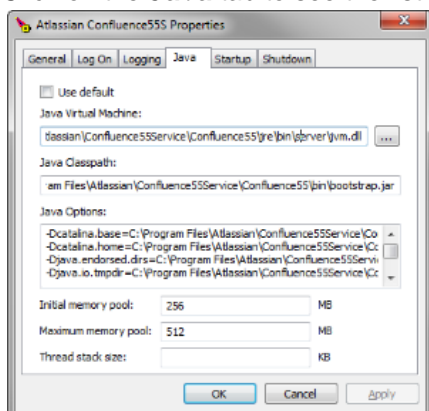 Atlassian Confluence55S Properties
General Log On Logging Java Startup Shutdown
Use default
Java Virtual Machine:
tlassian\Confluence55Service\Confluence55\jre\bin\server\jvm.dll ...
Java Classpath:
am Files\Atlassian\Confluence55Service\Confluence55\bin\bootstrap.jar
Java Options:
-Dcatalina.base=C:\Program Files\Atlassian\Confluence55Service\Co
-Dcatalina.home=C:\Program Files\Atlassian\Confluence55Service\Cc
-Djava.endorsed.dirs=C:\Program Files\Atlassian\Confluence55Servi
-Djava.io.tmpdir=C:\Program Files\Atlassian\Confluence55Service\Cc
Initial memory pool: 256 MB
Maximum memory pool: 512 MB
Thread stack size: KB
OK Cancel Apply